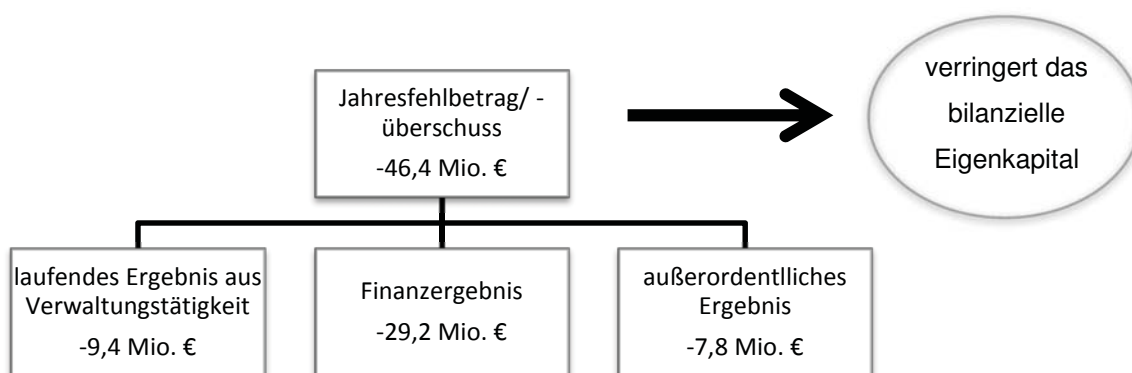 Jahresfehlbetrag/ -
überschuss
-46,4 Mio. €
verringert das
bilanzielle
Eigenkapital
laufendes Ergebnis aus
Verwaltungstätigkeit
-9,4 Mio. €
Finanzergebnis
-29,2 Mio. €
außerordentlliches
Ergebnis
-7,8 Mio. €